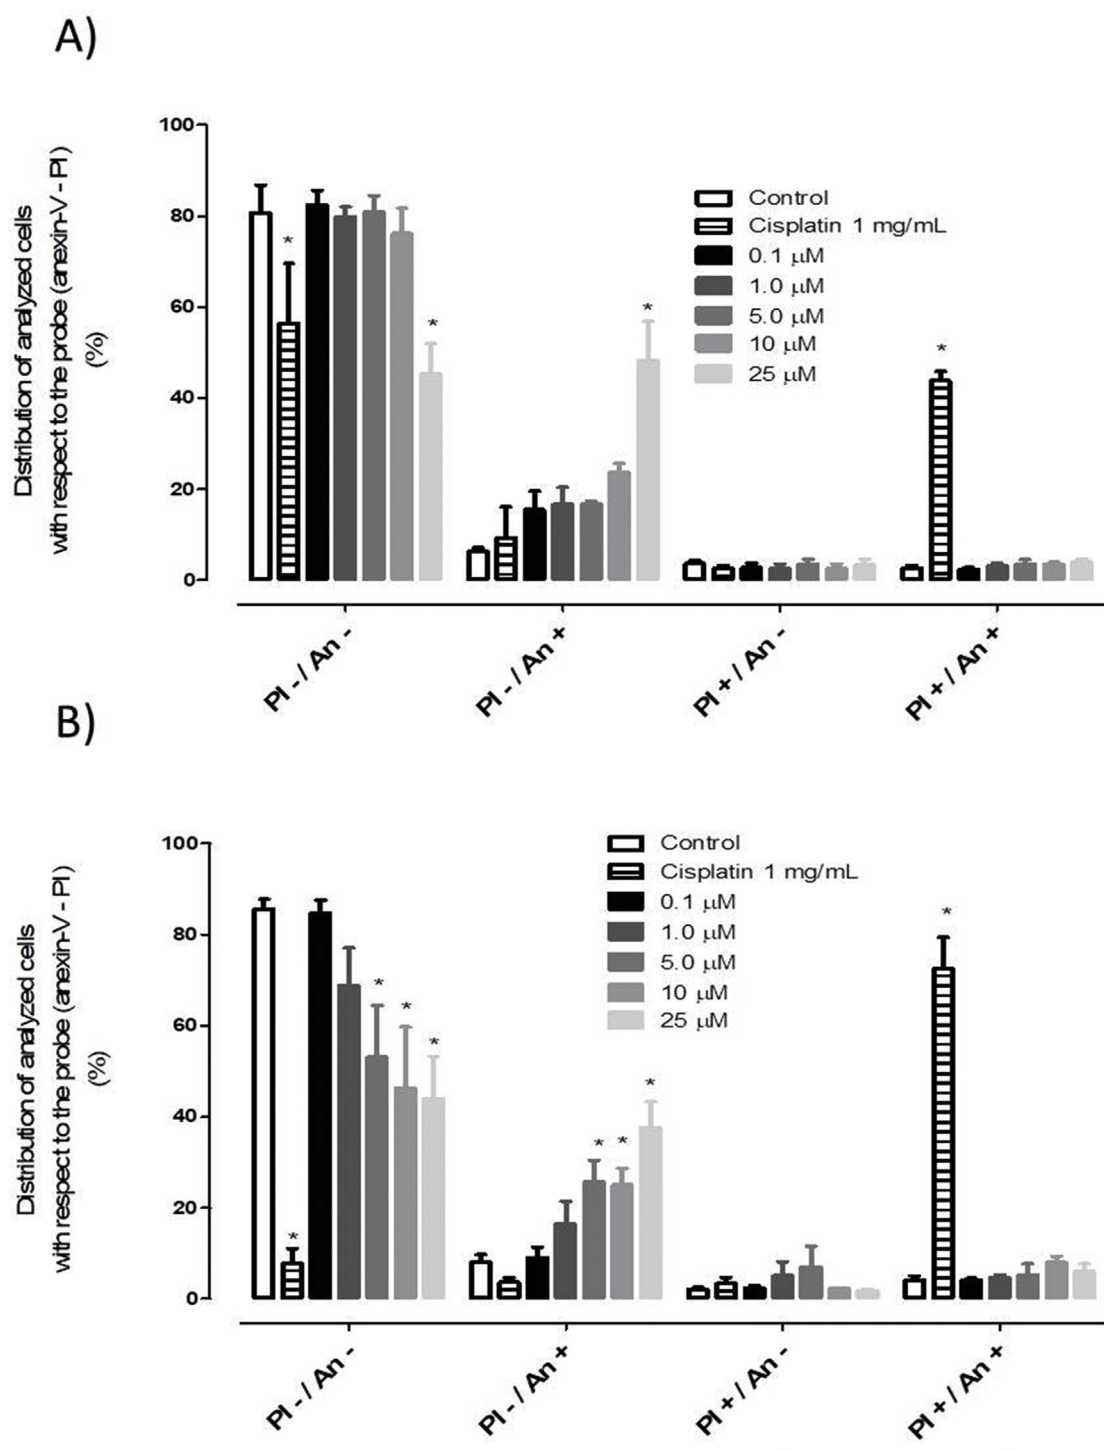 A)
Distribution of analyzed cells
with respect to the probe (anexin-V - PI)
(%)
100
80
60
40
20
0
*
*
*
*
Control
Cisplatin 1 mg/mL
0.1 µM
1.0 µM
5.0 µM
10 µM
25 µM
PI - / An -
PI - / An +
PI + / An -
PI + / An +
B)
Distribution of analyzed cells
with respect to the probe (anexin-V - PI)
(%)
100
80
60
40
20
0
*
*
*
*
*
*
*
*
Control
Cisplatin 1 mg/mL
0.1 µM
1.0 µM
5.0 µM
10 µM
25 µM
PI - / An -
PI - / An +
PI + / An -
PI + / An +